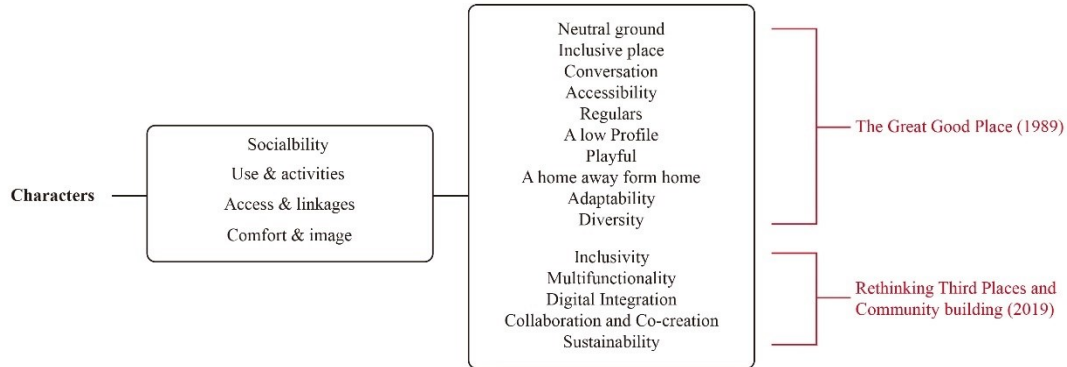 Characters
Socialbility
Use & activities
Access & linkages
Comfort & image
Neutral ground
Inclusive place
Conversation
Accessibility
Regulars
A low Profile
Playful
A home away form home
Adaptability
Diversity
Inclusivity
Multifunctionality
Digital Integration
Collaboration and Co-creation
Sustainability
The Great Good Place (1989)
Rethinking Third Places and
Community building (2019)